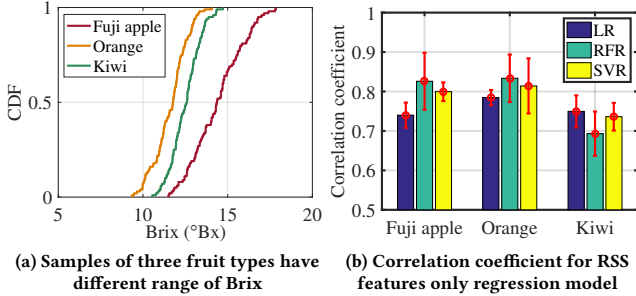 1
0.5
0
CDF
Fuji apple
Orange
Kiwi
5
10
15
20
Brix (°Bx)
(a) Samples of three fruit types have
different range of Brix
1
0.9
0.8
0.7
0.6
0.5
Correlation coefficient
LR
RFR
SVR
Fuji apple
Orange
Kiwi
(b) Correlation coefficient for RSS
features only regression model